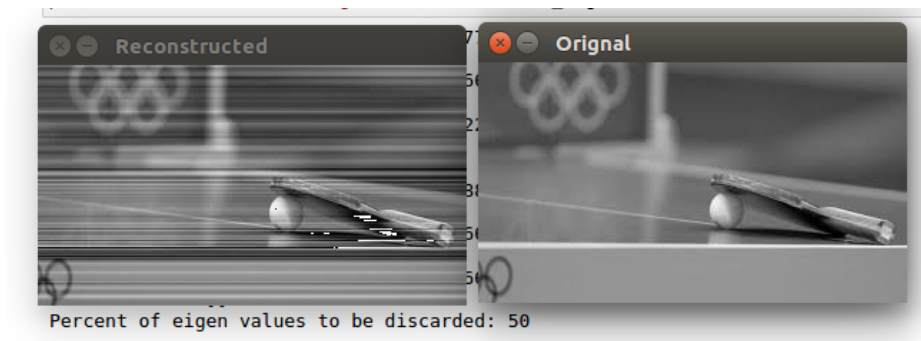 Reconstructed
Orignal
Percent of eigen values to be discarded: 50